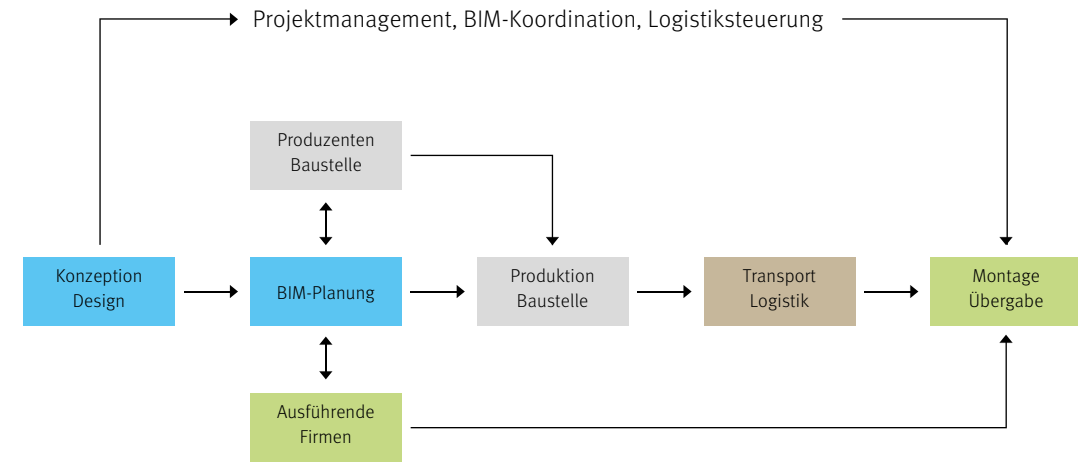 Projektmanagement, BIM-Koordination, Logistiksteuerung
Produzenten
Baustelle
Konzeption
Design
BIM-Planung
Produktion
Baustelle
Transport
Logistik
Montage
Übergabe
Ausführende
Firmen